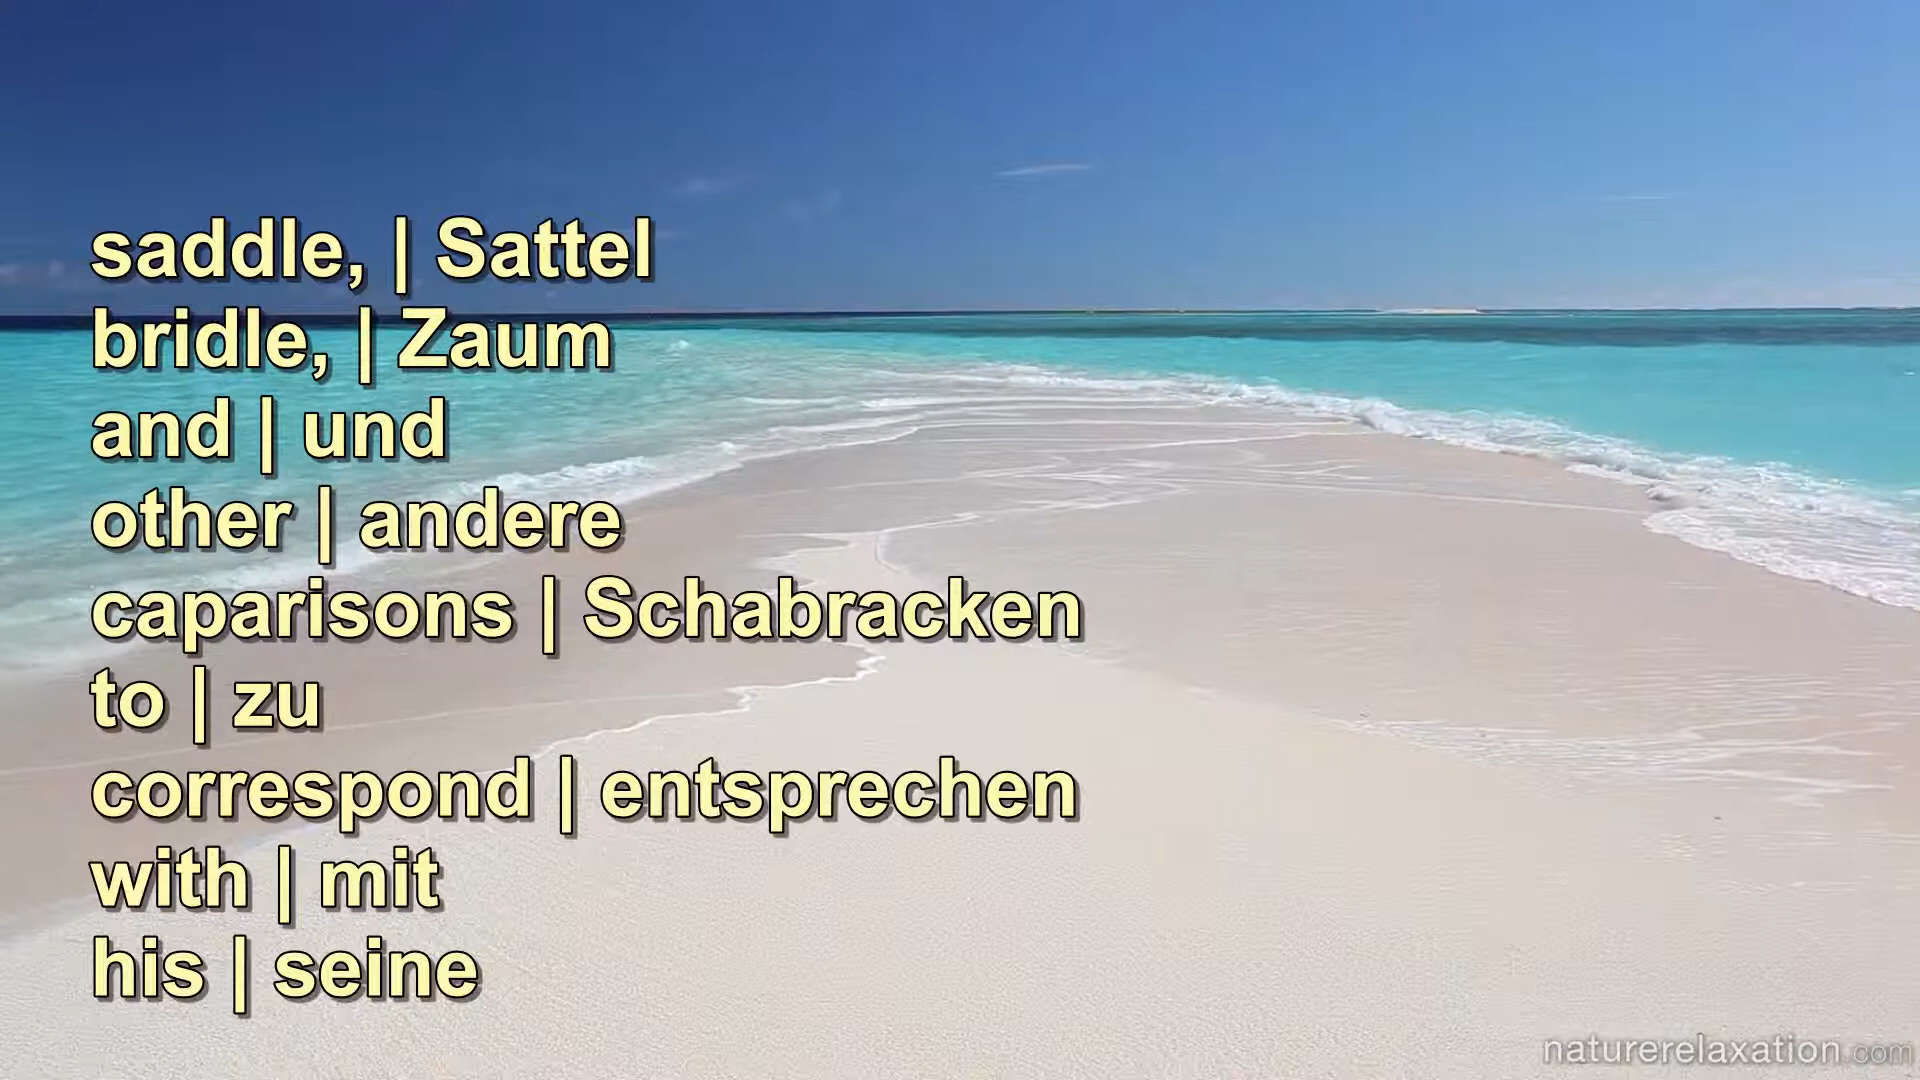 saddle, | Sattel
bridle, | Zaum
and | und
other | andere
caparisons | Schabracken
to | zu
correspond | entsprechen
with | mit
his | seine
naturerelaxation.com